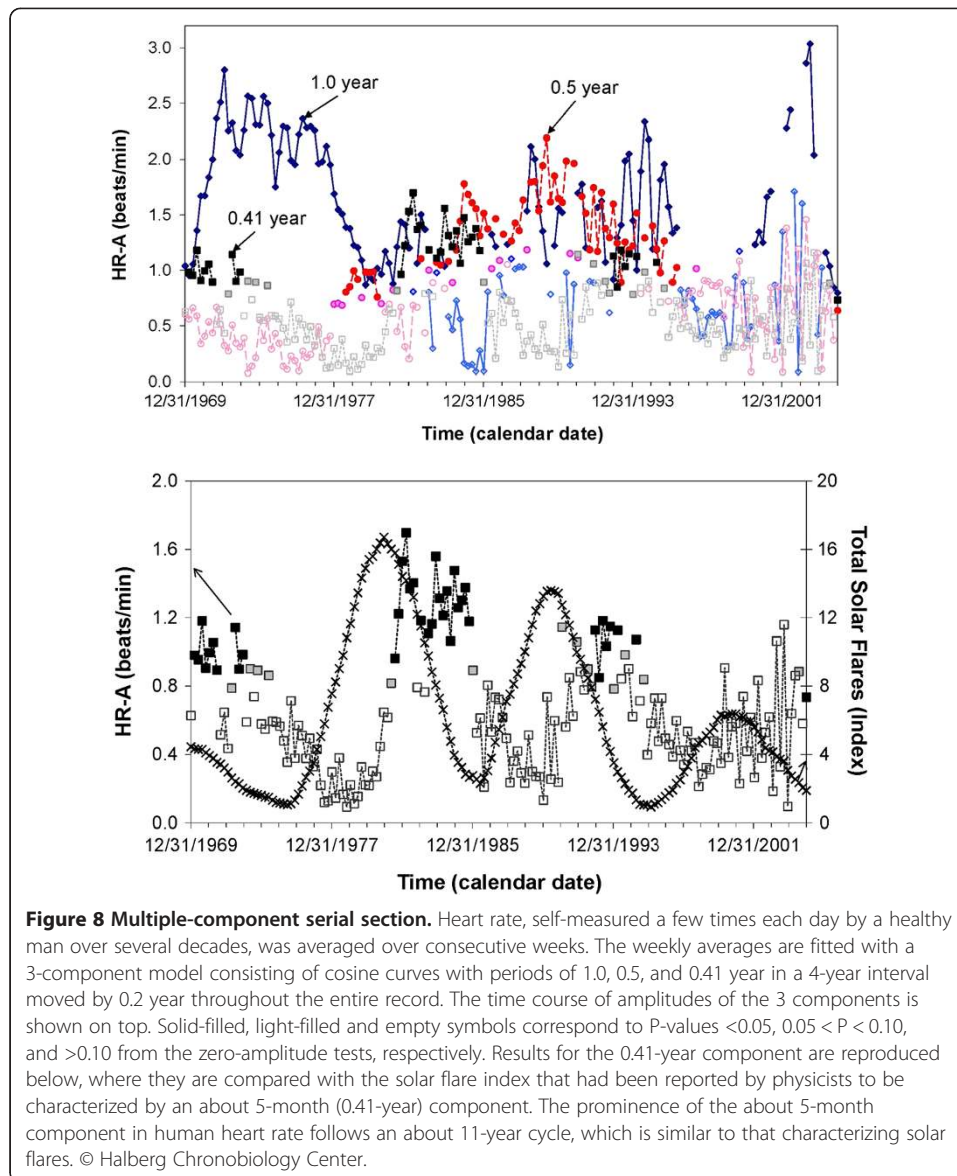 3.0
2.5
2.0
1.5
1.0
0.5
0.0
HR-A (beats/min)
1.0 year
0.5 year
0.41 year
12/31/1969
12/31/1977
12/31/1985
12/31/1993
12/31/2001
Time (calendar date)
2.0
1.6
1.2
0.8
0.4
0.0
HR-A (beats/min)
20
16
12
8
4
0
Total Solar Flares (Index)
12/31/1969
12/31/1977
12/31/1985
12/31/1993
12/31/2001
Time (calendar date)
Figure 8 Multiple-component serial section. Heart rate, self-measured a few times each day by a healthy
man over several decades, was averaged over consecutive weeks. The weekly averages are fitted with a
3-component model consisting of cosine curves with periods of 1.0, 0.5, and 0.41 year in a 4-year interval
moved by 0.2 year throughout the entire record. The time course of amplitudes of the 3 components is
shown on top. Solid-filled, light-filled and empty symbols correspond to P-values <0.05, 0.05 < P < 0.10,
and >0.10 from the zero-amplitude tests, respectively. Results for the 0.41-year component are reproduced
below, where they are compared with the solar flare index that had been reported by physicists to be
characterized by an about 5-month (0.41-year) component. The prominence of the about 5-month
component in human heart rate follows an about 11-year cycle, which is similar to that characterizing solar
flares. © Halberg Chronobiology Center.